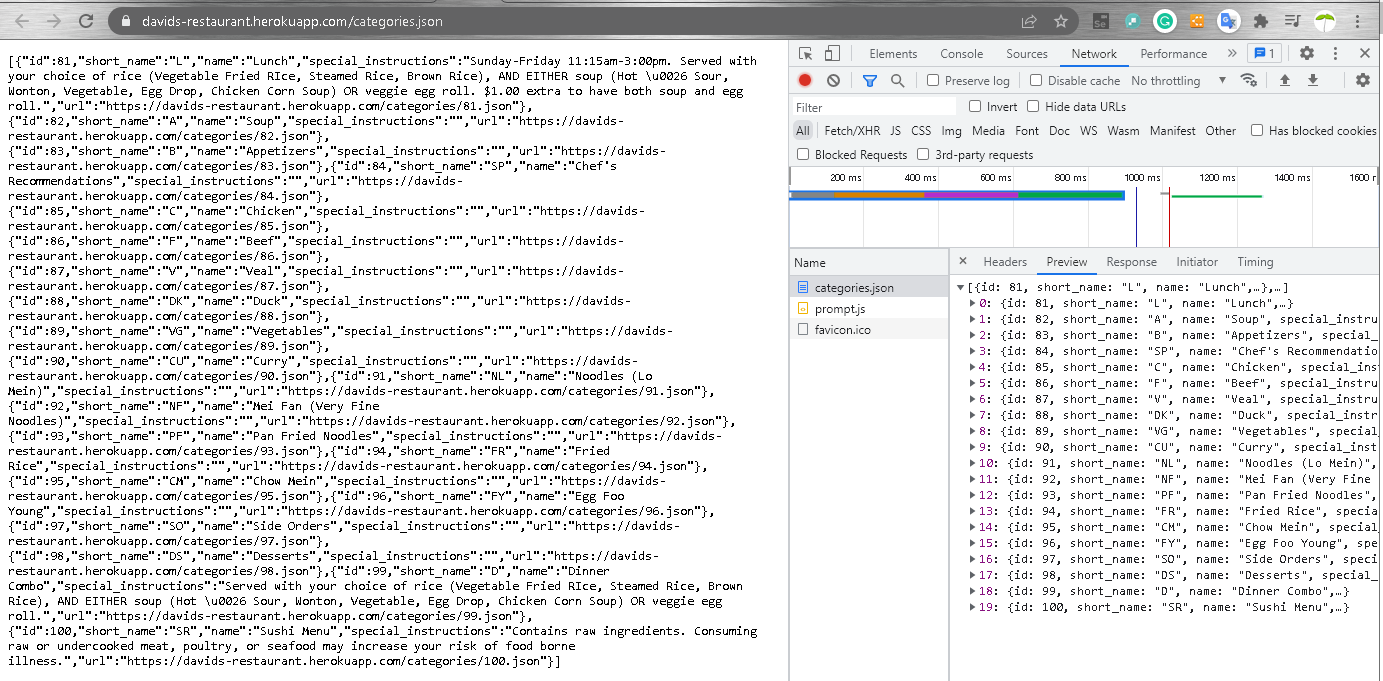 davids-restaurant.herokuapp.com/categories.json
[{"id":81,"short_name":"L","name":"Lunch","special_instructions":"Sunday-Friday 11:15am-3:00pm. Served with
your choice of rice (Vegetable Fried RIce, Steamed Rice, Brown Rice), AND EITHER soup (Hot \u0026 Sour,
Wonton, Vegetable, Egg Drop, Chicken Corn Soup) OR veggie egg roll. $1.00 extra to have both soup and egg
roll.","url":"https://davids-restaurant.herokuapp.com/categories/81.json"},
{"id":82,"short_name":"A","name":"Soup","special_instructions":"","url":"https://davids-
restaurant.herokuapp.com/categories/82.json"},
{"id":83,"short_name":"B","name":"Appetizers","special_instructions":"","url":"https://davids-
restaurant.herokuapp.com/categories/83.json"},{"id":84,"short_name":"SP","name":"Chef's
Recommendations","special_instructions":"","url":"https://davids-
restaurant.herokuapp.com/categories/84.json"},
{"id":85,"short_name":"C","name":"Chicken","special_instructions":"","url":"https://davids-
restaurant.herokuapp.com/categories/85.json"},
{"id":86,"short_name":"F","name":"Beef","special_instructions":"","url":"https://davids-
restaurant.herokuapp.com/categories/86.json"},
{"id":87,"short_name":"V","name":"Veal","special_instructions":"","url":"https://davids-
restaurant.herokuapp.com/categories/87.json"},
{"id":88,"short_name":"DK","name":"Duck","special_instructions":"","url":"https://davids-
restaurant.herokuapp.com/categories/88.json"},
{"id":89,"short_name":"VG","name":"Vegetables","special_instructions":"","url":"https://davids-restaurant.herokuapp.com/categories/89.json"},
{"id":90,"short_name":"CU","name":"Curry","special_instructions":"","url":"https://davids-
restaurant.herokuapp.com/categories/90.json"},{"id":91,"short_name":"NL","name":"Noodles (Lo
Mein)","special_instructions":"","url":"https://davids-restaurant.herokuapp.com/categories/91.json"},
{"id":92,"short_name":"NF","name":"Mei Fan (Very Fine
Noodles)","special_instructions":"","url":"https://davids-restaurant.herokuapp.com/categories/92.json"},
{"id":93,"short_name":"PF","name":"Pan Fried Noodles","special_instructions":"","url":"https://davids-
restaurant.herokuapp.com/categories/93.json"},{"id":94,"short_name":"FR","name":"Fried
Rice","special_instructions":"","url":"https://davids-restaurant.herokuapp.com/categories/94.json"},
{"id":95,"short_name":"CM","name":"Chow Mein","special_instructions":"","url":"https://davids-
restaurant.herokuapp.com/categories/95.json"},{"id":96,"short_name":"FY","name":"Egg Foo
Young","special_instructions":"","url":"https://davids-restaurant.herokuapp.com/categories/96.json"},
{"id":97,"short_name":"SO","name":"Side Orders","special_instructions":"","url":"https://davids-
restaurant.herokuapp.com/categories/97.json"},
{"id":98,"short_name":"DS","name":"Desserts","special_instructions":"","url":"https://davids-
restaurant.herokuapp.com/categories/98.json"},{"id":99,"short_name":"D","name":"Dinner
Combo","special_instructions":"Served with your choice of rice (Vegetable Fried RIce, Steamed Rice, Brown
Rice), AND EITHER soup (Hot \u0026 Sour, Wonton, Vegetable, Egg Drop, Chicken Corn Soup) OR veggie egg
roll.","url":"https://davids-restaurant.herokuapp.com/categories/99.json"},
{"id":100,"short_name":"SR","name":"Sushi Menu","special_instructions":"Contains raw ingredients. Consuming
raw or undercooked meat, poultry, or seafood may increase your risk of food borne
illness.","url":"https://davids-restaurant.herokuapp.com/categories/100.json"}]
Elements Console Sources Network Performance » 1
Preserve log Disable cache No throttling
Filter Invert Hide data URLs
All Fetch/XHR JS CSS Img Media Font Doc WS Wasm Manifest Other Has blocked cookies
Blocked Requests 3rd-party requests
200 ms 400 ms 600 ms 800 ms 1000 ms 1200 ms 1400 ms 1600 r
Name
categories.json
prompt.js
favicon.ico
Headers Preview Response Initiator Timing
[{id: 81, short_name: "L", name: "Lunch",…},…]
0: {id: 81, short_name: "L", name: "Lunch",…}
1: {id: 82, short_name: "A", name: "Soup", special_instru
2: {id: 83, short_name: "B", name: "Appetizers", special_
3: {id: 84, short_name: "SP", name: "Chef's Recommendatio
4: {id: 85, short_name: "C", name: "Chicken", special_inst
5: {id: 86, short_name: "F", name: "Beef", special_instru
6: {id: 87, short_name: "V", name: "Veal", special_instru
7: {id: 88, short_name: "DK", name: "Duck", special_instr
8: {id: 89, short_name: "VG", name: "Vegetables", special_
9: {id: 90, short_name: "CU", name: "Curry", special_inst
10: {id: 91, short_name: "NL", name: "Noodles (Lo Mein)",
11: {id: 92, short_name: "NF", name: "Mei Fan (Very Fine
12: {id: 93, short_name: "PF", name: "Pan Fried Noodles",
13: {id: 94, short_name: "FR", name: "Fried Rice", special
14: {id: 95, short_name: "CM", name: "Chow Mein", special_
15: {id: 96, short_name: "FY", name: "Egg Foo Young", spe
16: {id: 97, short_name: "SO", name: "Side Orders", speci
17: {id: 98, short_name: "DS", name: "Desserts", special_
18: {id: 99, short_name: "D", name: "Dinner Combo",…}
19: {id: 100, short_name: "SR", name: "Sushi Menu",…}